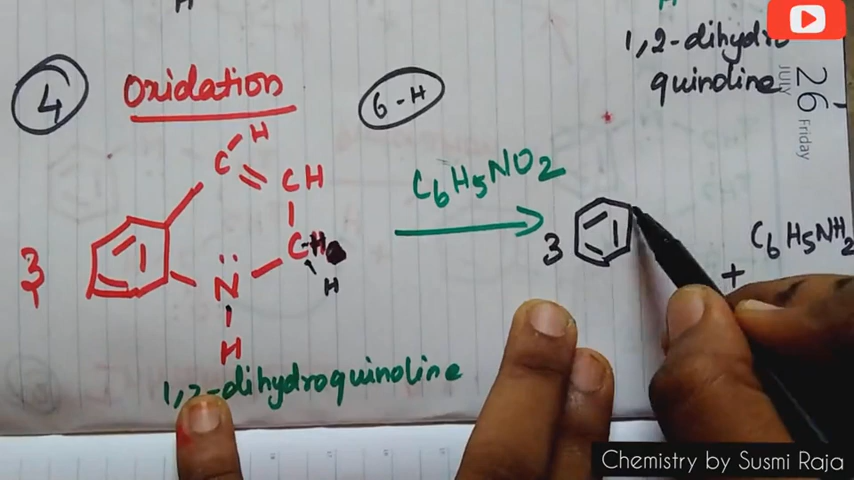 H
H
1,2-dihydro
quinoline
26
JULY
Friday
4
Oxidation
6-H
C-H
CH
C-H
H
3
N
H
C6H5NO2
3
+ C6H5NH2
1,2-dihydroquinoline
Chemistry by Susmi Raja